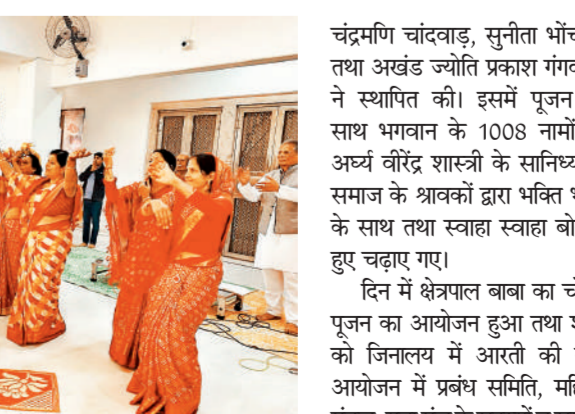 चंद्रमणि चांदवाड़, सुनीता
तथा अखंड ज्योति प्रकाश
ने स्थापित की। इसमें पूजन
साथ भगवान के 1008 नामों
अर्घ्य वीरेंद्र शास्त्री के सानिध्य
समाज के श्रावकों द्वारा भक्ति
के साथ तथा स्वाहा स्वाहा
हुए चढ़ाए गए।
दिन में क्षेत्रपाल बाबा का
पूजन का आयोजन हुआ तथा
को जिनालय में आरती की
आयोजन में प्रबंध समिति,